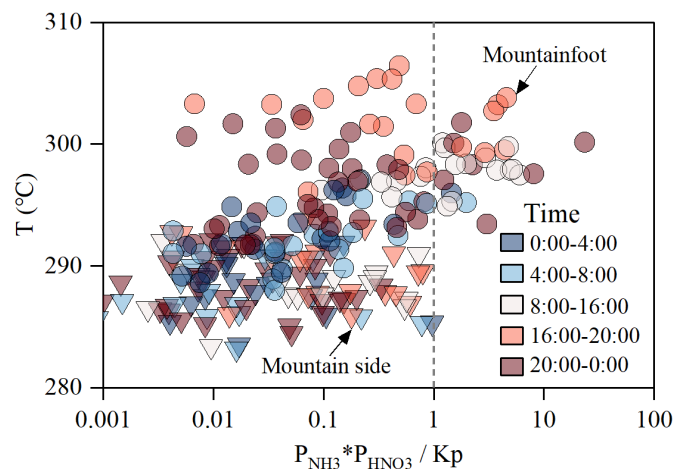 310
300
290
280
T (℃)
Mountainfoot
Time
0:00-4:00
4:00-8:00
8:00-16:00
16:00-20:00
20:00-0:00
Mountain side
0.001 0.01 0.1 1 10 100
P_NH3*P_HNO3 / Kp